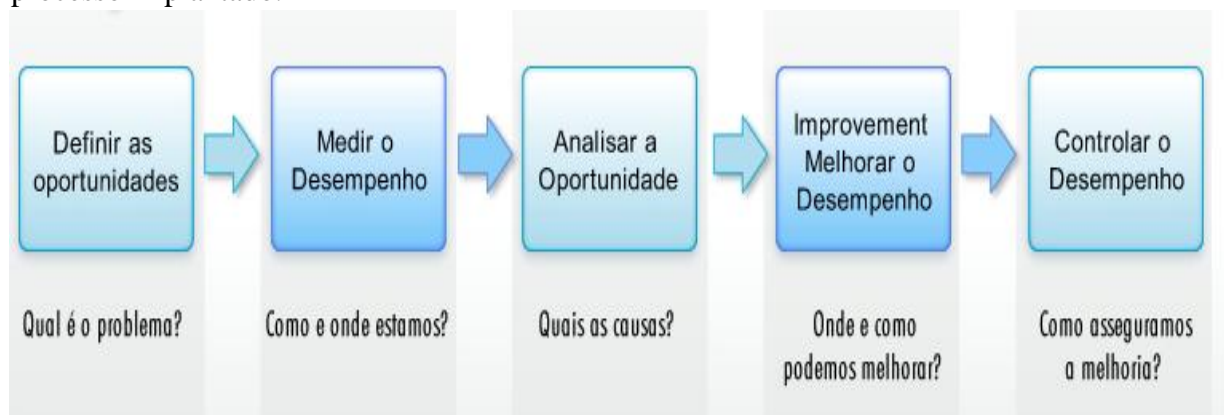 Definir as
oportunidades
Medir o
Desempenho
Analisar a
Oportunidade
Improvement
Melhorar o
Desempenho
Controlar o
Desempenho
Qual é o problema?
Como e onde estamos?
Quais as causas?
Onde e como
podemos melhorar?
Como asseguramos
a melhoria?